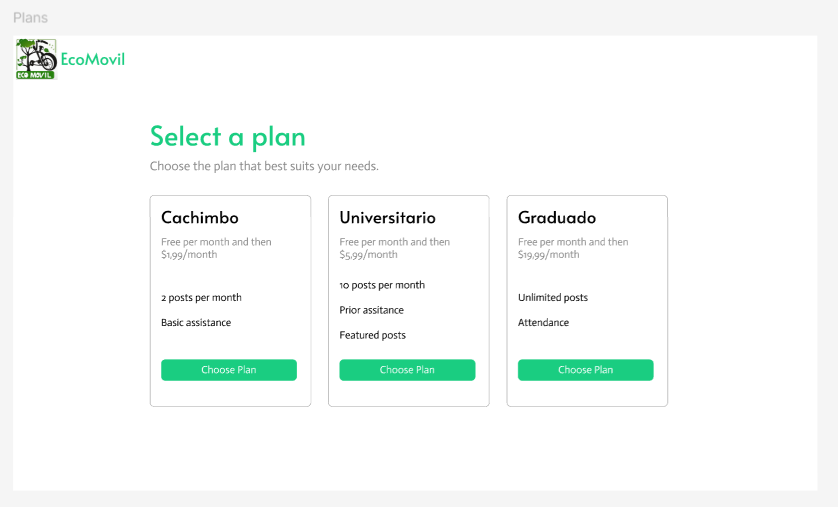 Plans
ECO MOVIL
EcoMovil
Select a plan
Choose the plan that best suits your needs.
Cachimbo
Free per month and then
$1,99/month
2 posts per month
Basic assistance
Choose Plan
Universitario
Free per month and then
$5,99/month
10 posts per month
Prior assitance
Featured posts
Choose Plan
Graduado
Free per month and then
$19,99/month
Unlimited posts
Attendance
Choose Plan